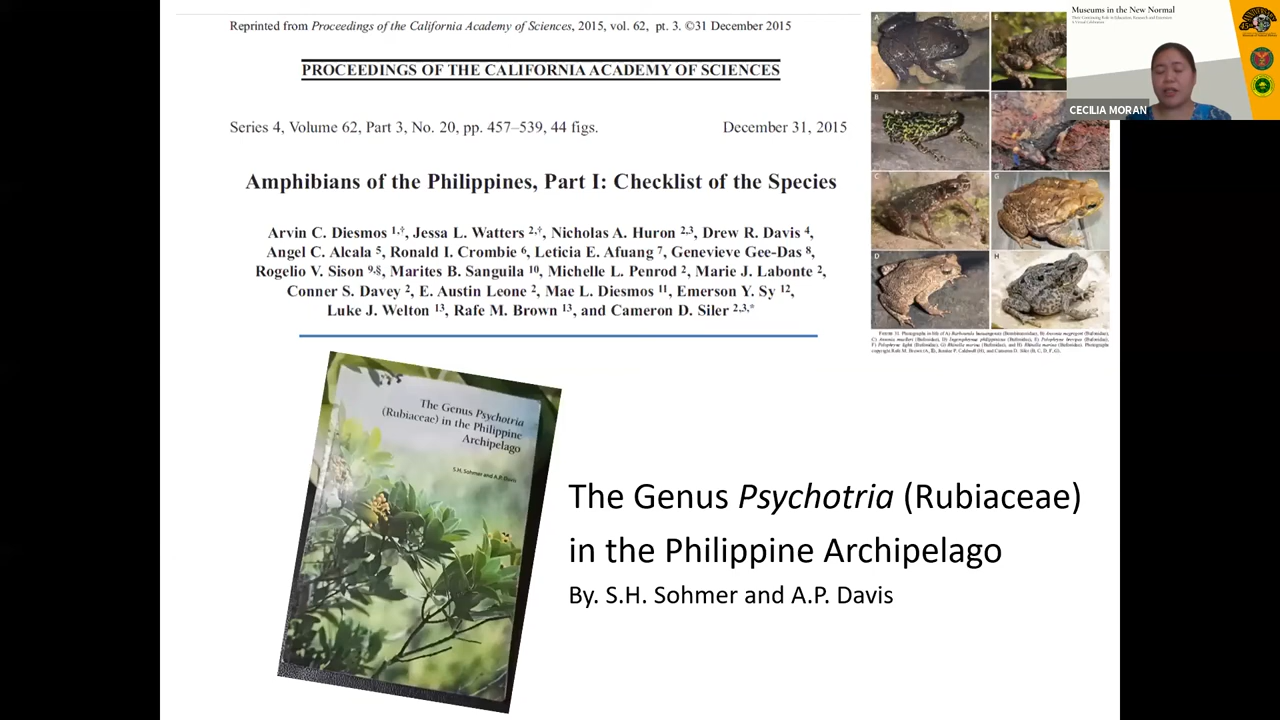 Reprinted from Proceedings of the California Academy of Sciences, 2015, vol. 62, pt. 3. ©31 December 2015
PROCEEDINGS OF THE CALIFORNIA ACADEMY OF SCIENCES
Series 4, Volume 62, Part 3, No. 20, pp. 457–539, 44 figs.
December 31, 2015
Amphibians of the Philippines, Part I: Checklist of the Species
Arvin C. Diesmos 1,†, Jessa L. Watters 2,†, Nicholas A. Huron 2,3, Drew R. Davis 4,
Angel C. Alcala 5, Ronald I. Crombie 6, Leticia E. Afuang 7, Genevieve Gee-Das 8,
Rogelio V. Sison 9,§, Marites B. Sanguila 10, Michelle L. Penrod 2, Marie J. Labonte 2,
Conner S. Davey 2, E. Austin Leone 2, Mae L. Diesmos 11, Emerson Y. Sy 12,
Luke J. Welton 13, Rafe M. Brown 13, and Cameron D. Siler 2,3,*
A
E
B
F
C
G
D
H
Museums in the New Normal
CECILIA MORAN
The Genus Psychotria
(Rubiaceae) in the Philippine
Archipelago
S.H. Sohmer and A.P. Davis
The Genus Psychotria (Rubiaceae)
in the Philippine Archipelago
By. S.H. Sohmer and A.P. Davis